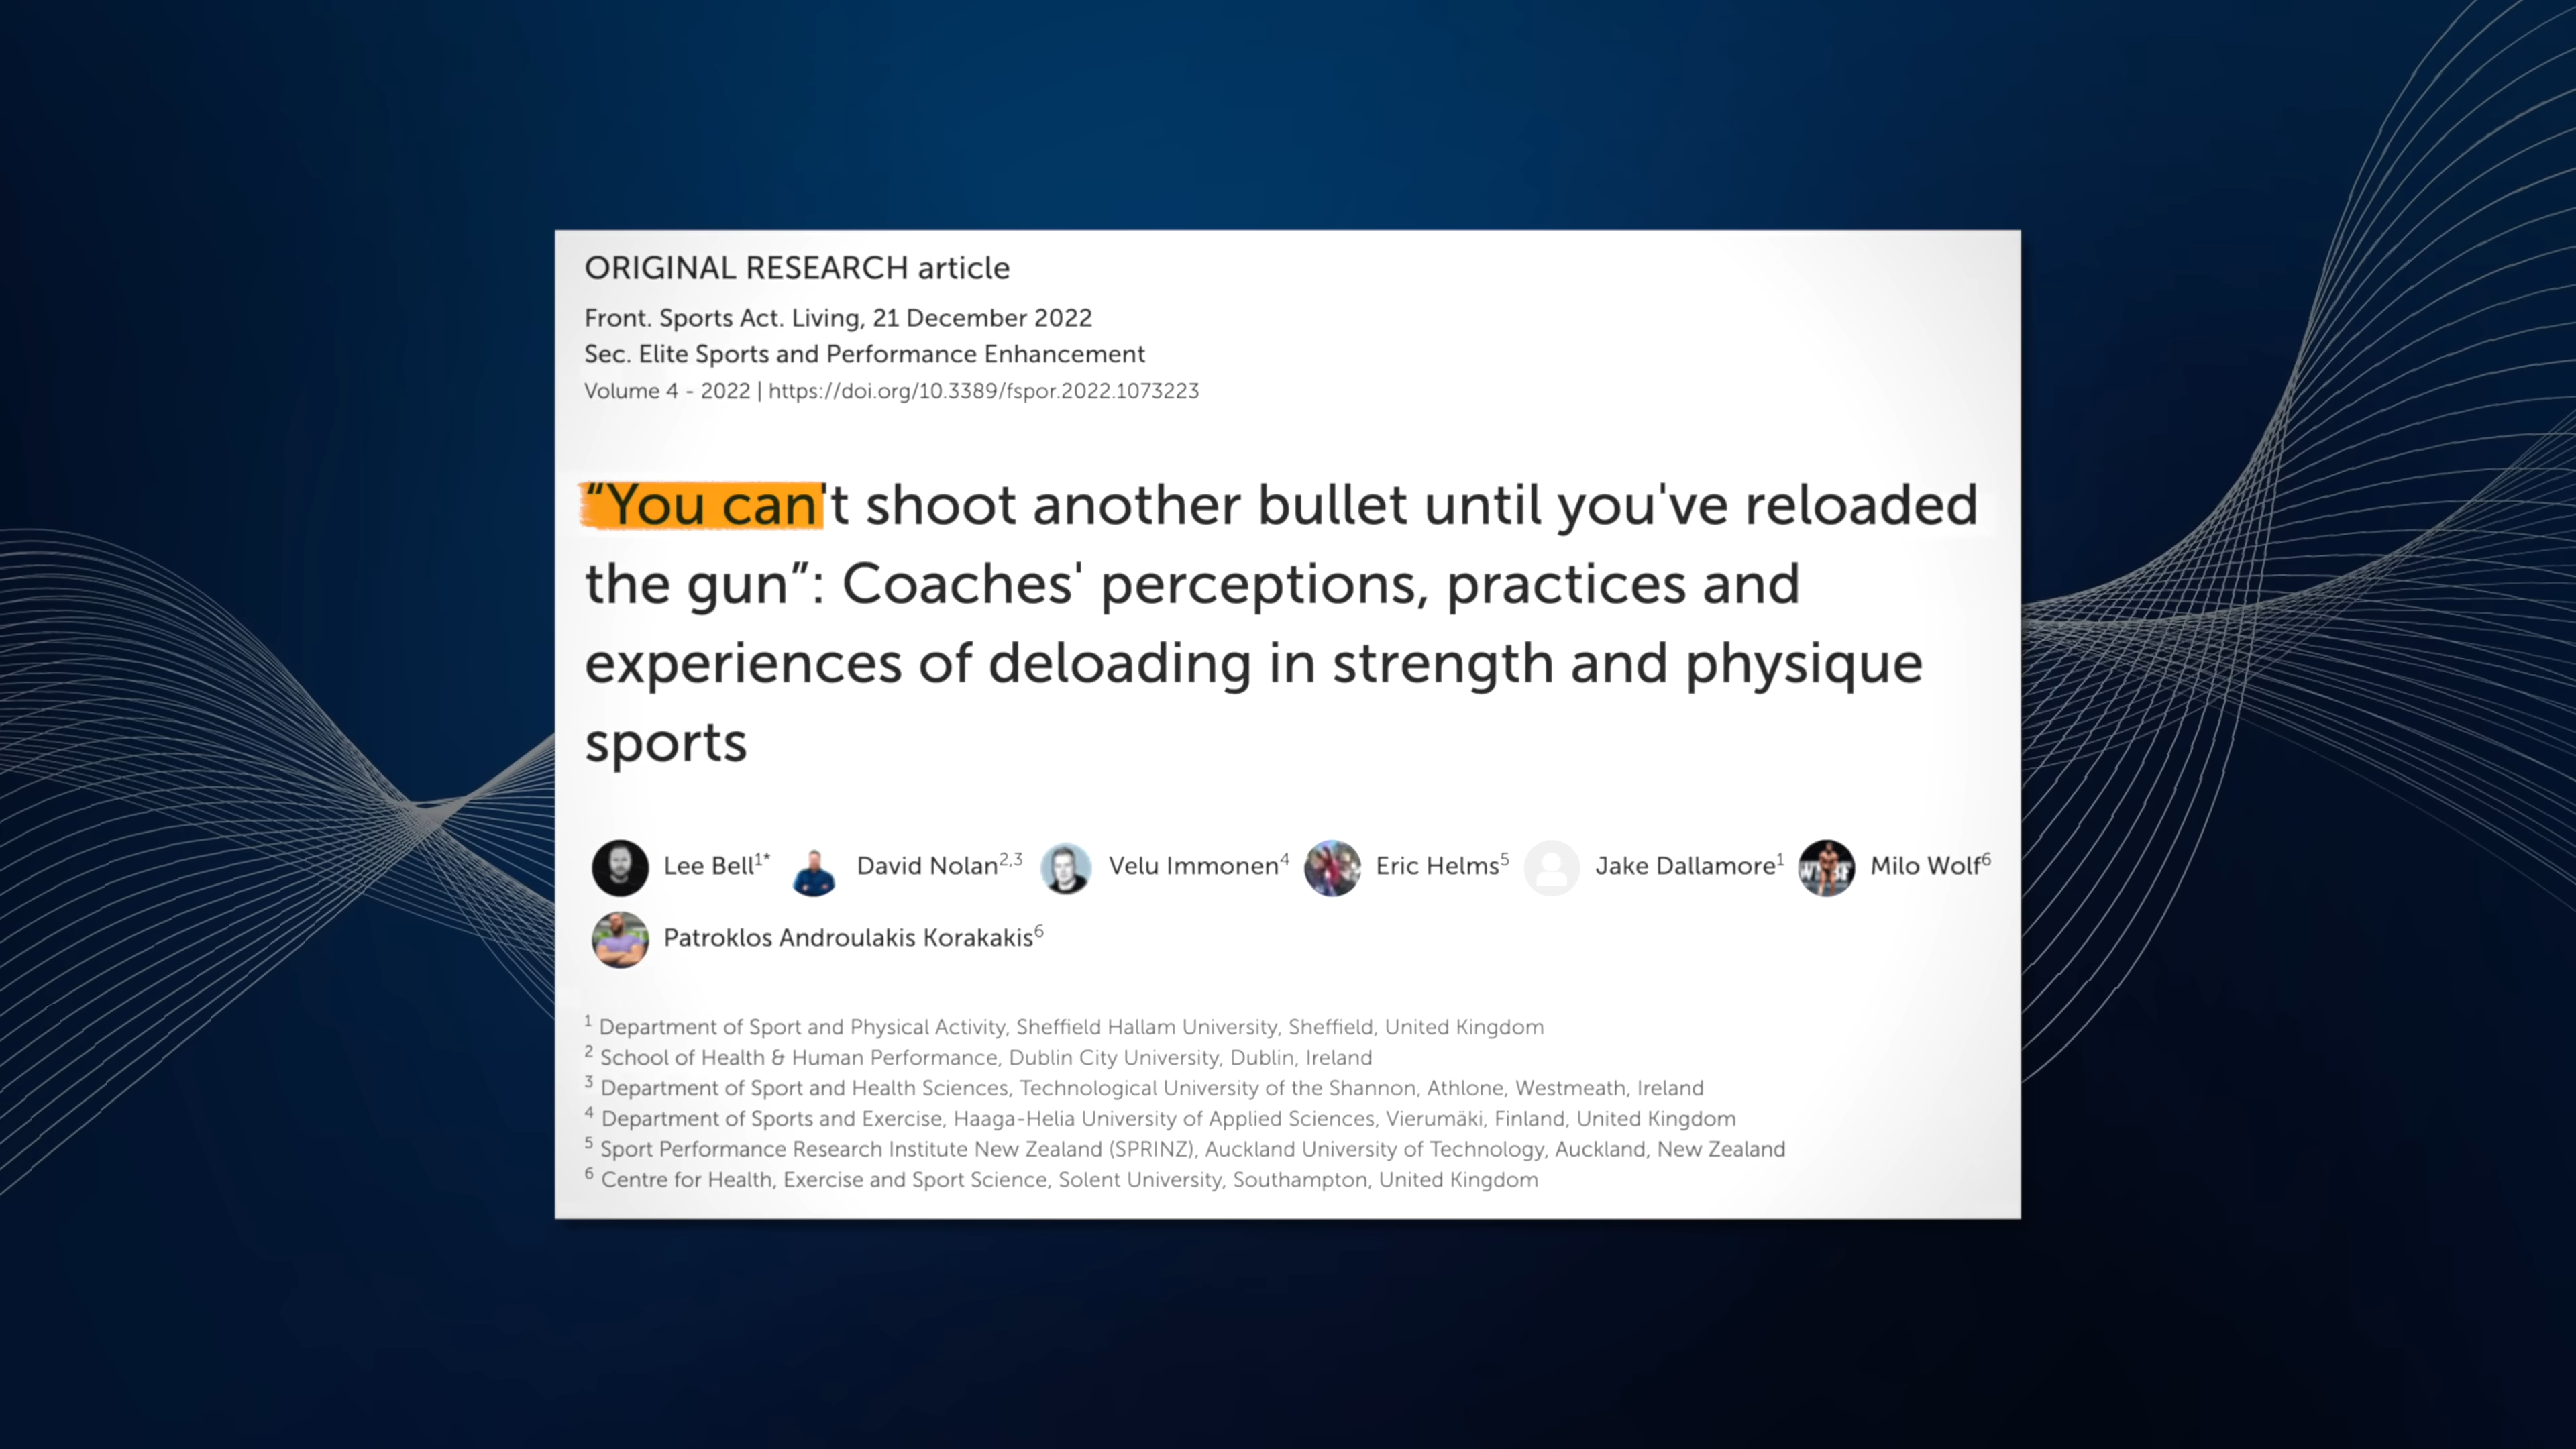 ORIGINAL RESEARCH article
Front. Sports Act. Living, 21 December 2022
Sec. Elite Sports and Performance Enhancement
Volume 4 - 2022 | https://doi.org/10.3389/fspor.2022.1073223
“You can't shoot another bullet until you've reloaded
the gun”: Coaches' perceptions, practices and
experiences of deloading in strength and physique
sports
Lee Bell1* David Nolan2,3 Velu Immonen4 Eric Helms5 Jake Dallamore1 Milo Wolf6
Patroklos Androulakis Korakakis6
1 Department of Sport and Physical Activity, Sheffield Hallam University, Sheffield, United Kingdom
2 School of Health & Human Performance, Dublin City University, Dublin, Ireland
3 Department of Sport and Health Sciences, Technological University of the Shannon, Athlone, Westmeath, Ireland
4 Department of Sports and Exercise, Haaga-Helia University of Applied Sciences, Vierumäki, Finland, United Kingdom
5 Sport Performance Research Institute New Zealand (SPRINZ), Auckland University of Technology, Auckland, New Zealand
6 Centre for Health, Exercise and Sport Science, Solent University, Southampton, United Kingdom